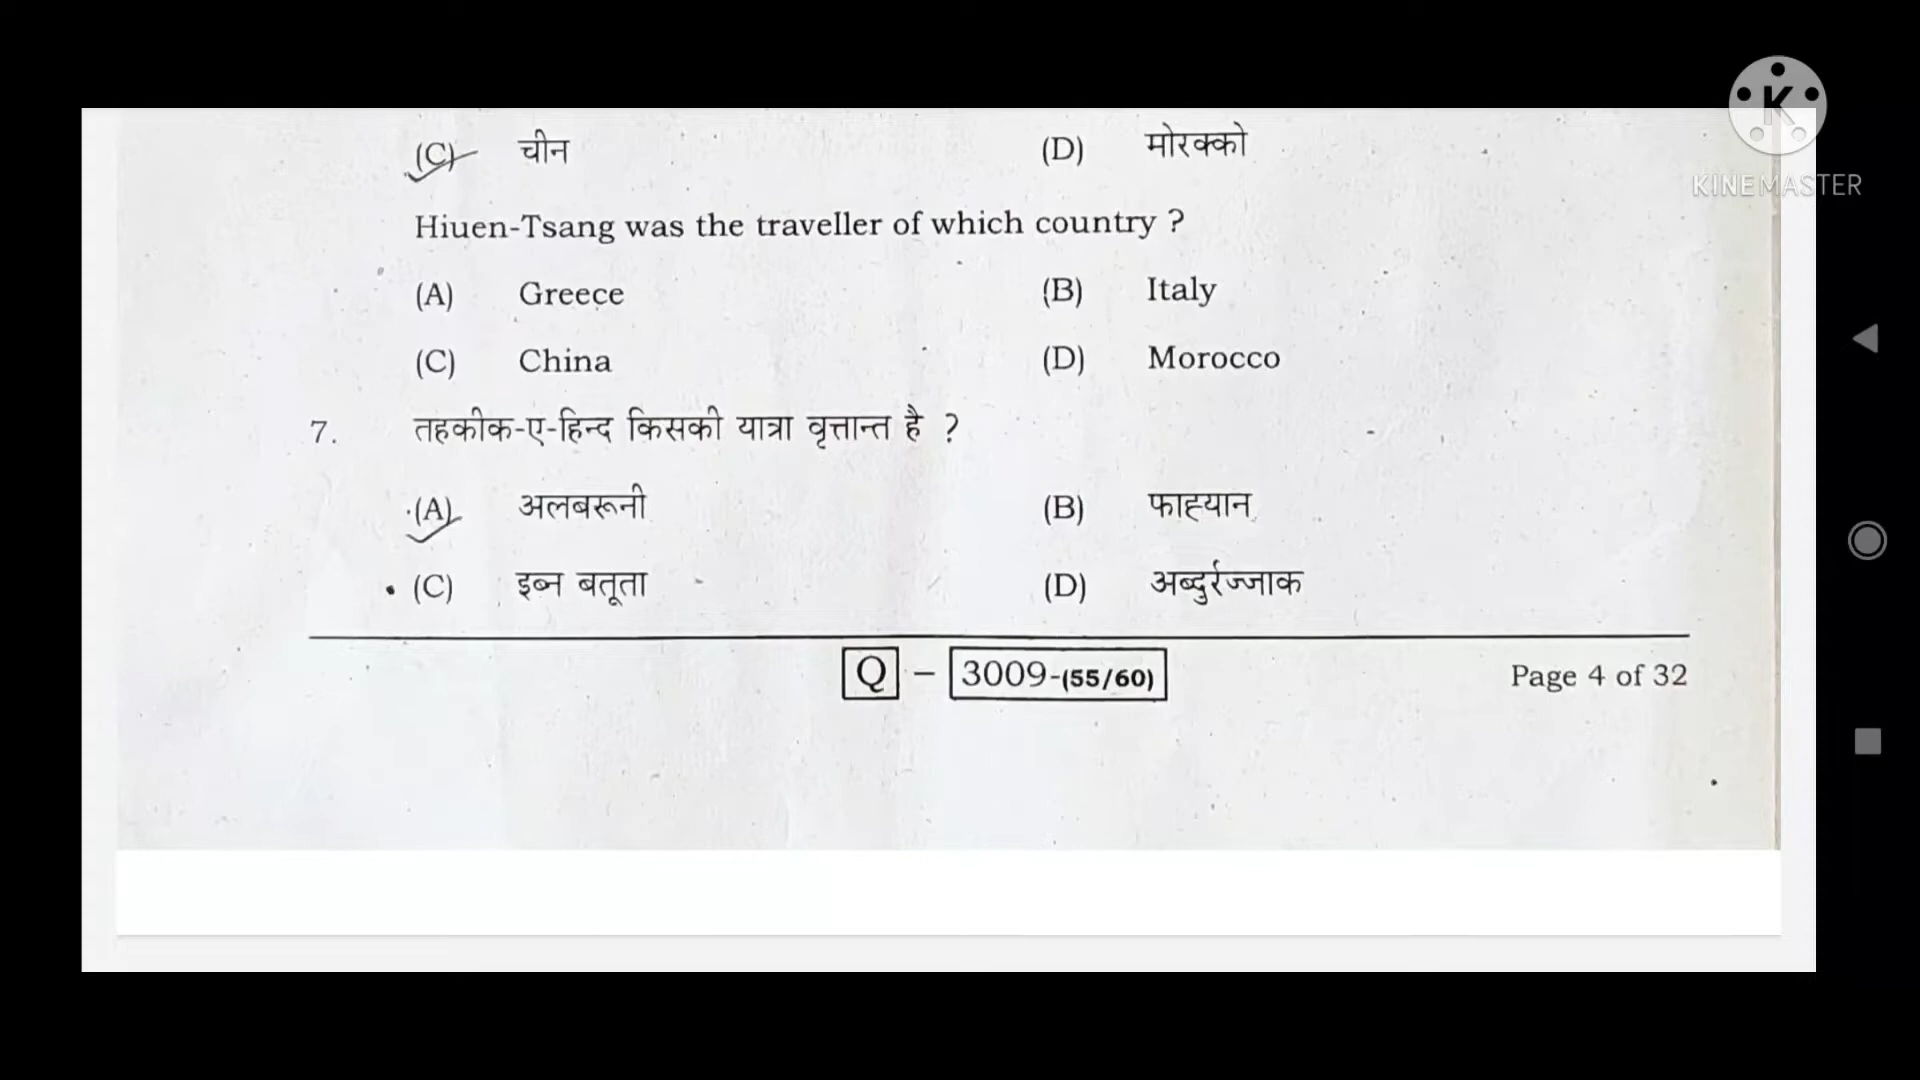 (C) चीन (D) मोरक्को
K
KINEMASTER
Hiuen-Tsang was the traveller of which country ?
(A) Greece (B) Italy
(C) China (D) Morocco
7. तहकीक-ए-हिन्द किसकी यात्रा वृत्तान्त है ?
(A) अलबरूनी (B) फाह्यान
(C) इब्न बतूता (D) अब्दुर्रज्जाक
Q - 3009-(55/60) Page 4 of 32